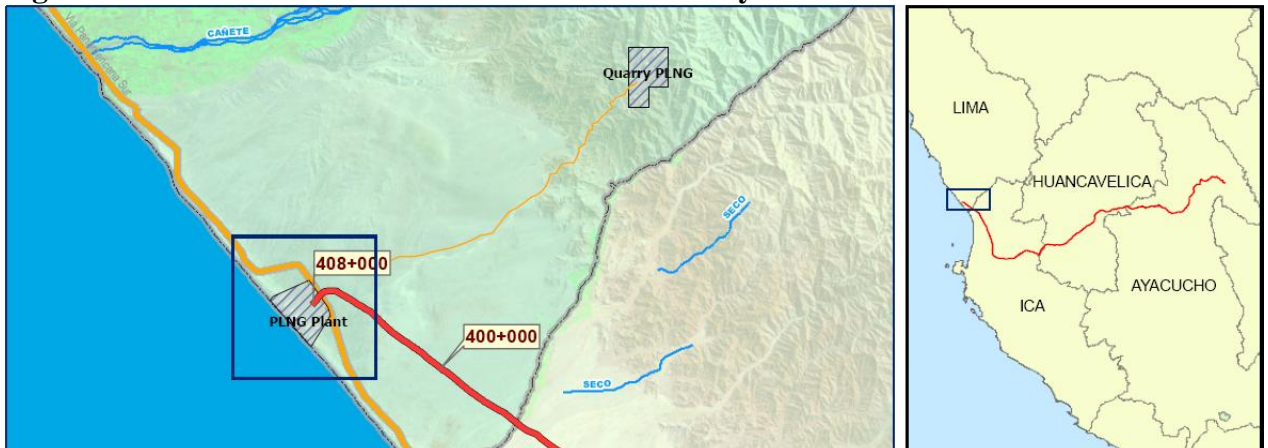 CAÑETE
Quarry PLNG
SECO
408+000
PLNG Plant
400+000
SECO
LIMA
HUANCAVELICA
AYACUCHO
ICA